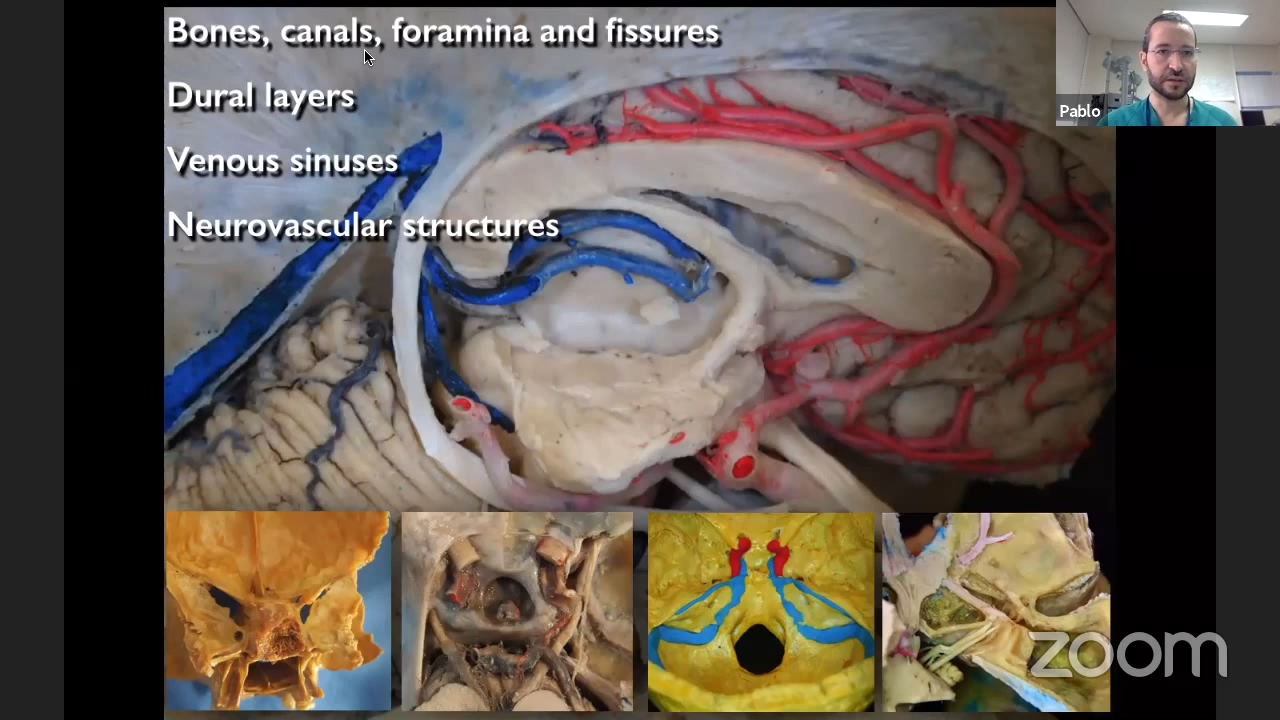 Bones, canals, foramina and fissures
Pablo
Dural layers
Venous sinuses
Neurovascular structures
zoom